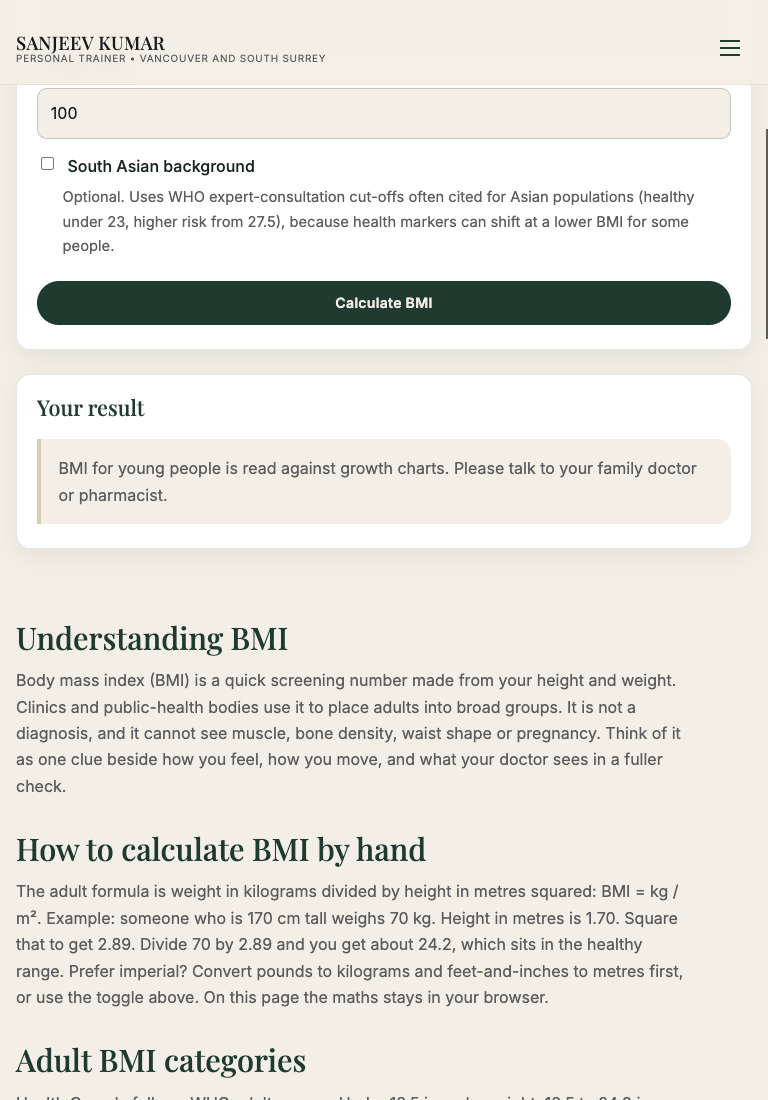 SANJEEV KUMAR
PERSONAL TRAINER • VANCOUVER AND SOUTH SURREY
100
South Asian background
Optional. Uses WHO expert-consultation cut-offs often cited for Asian populations (healthy
under 23, higher risk from 27.5), because health markers can shift at a lower BMI for some
people.
Calculate BMI
Your result
BMI for young people is read against growth charts. Please talk to your family doctor
or pharmacist.
Understanding BMI
Body mass index (BMI) is a quick screening number made from your height and weight.
Clinics and public-health bodies use it to place adults into broad groups. It is not a
diagnosis, and it cannot see muscle, bone density, waist shape or pregnancy. Think of it
as one clue beside how you feel, how you move, and what your doctor sees in a fuller
check.
How to calculate BMI by hand
The adult formula is weight in kilograms divided by height in metres squared: BMI = kg /
m². Example: someone who is 170 cm tall weighs 70 kg. Height in metres is 1.70. Square
that to get 2.89. Divide 70 by 2.89 and you get about 24.2, which sits in the healthy
range. Prefer imperial? Convert pounds to kilograms and feet-and-inches to metres first,
or use the toggle above. On this page the maths stays in your browser.
Adult BMI categories